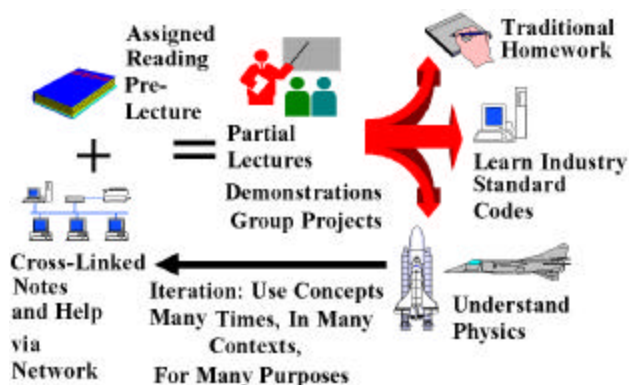 Assigned
Reading
Pre-
Lecture
+
=
Partial
Lectures
Demonstrations
Group Projects
Traditional
Homework
Learn Industry
Standard
Codes
Understand
Physics
Iteration: Use Concepts
Many Times, In Many
Contexts,
For Many Purposes
Cross-Linked
Notes
and Help
via
Network